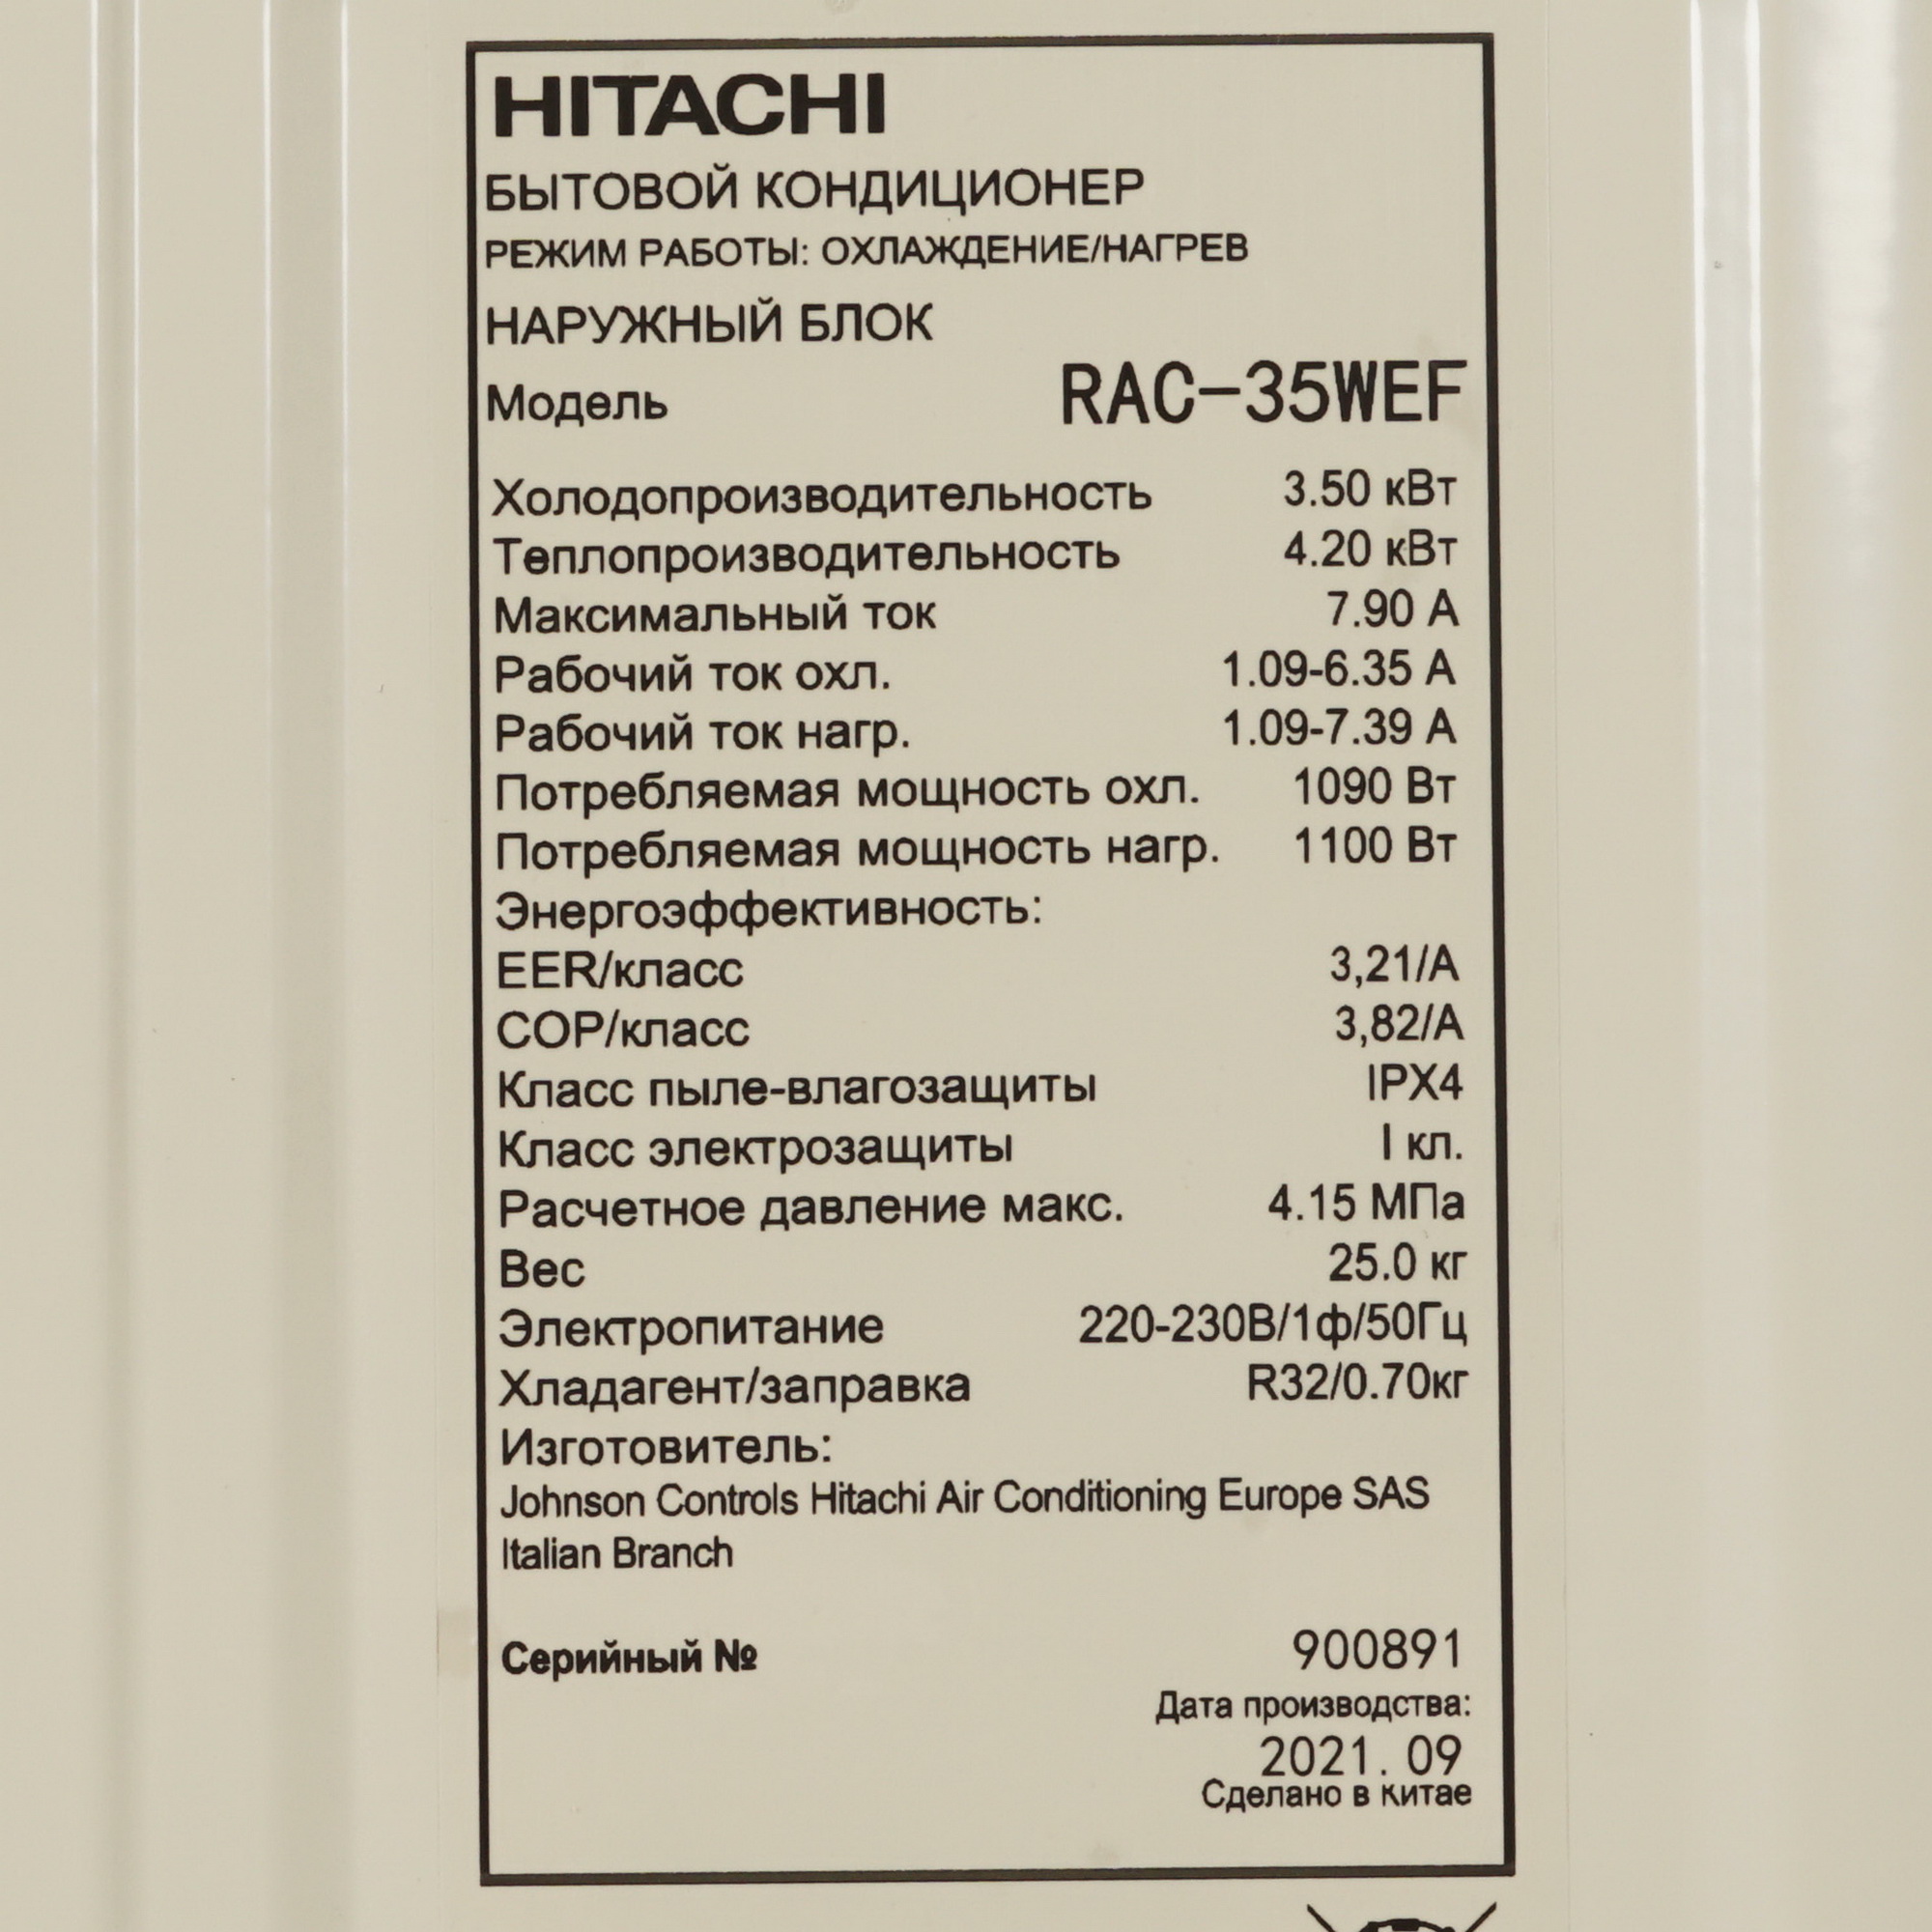 HITACHI
БЫТОВОЙ КОНДИЦИОНЕР
РЕЖИМ РАБОТЫ: ОХЛАЖДЕНИЕ/НАГРЕВ
НАРУЖНЫЙ БЛОК
Модель RAC-35WEF
Холодопроизводительность 3.50 кВт
Теплопроизводительность 4.20 кВт
Максимальный ток 7.90 А
Рабочий ток охл. 1.09-6.35 А
Рабочий ток нагр. 1.09-7.39 А
Потребляемая мощность охл. 1090 Вт
Потребляемая мощность нагр. 1100 Вт
Энергоэффективность:
EER/класс 3,21/A
COP/класс 3,82/A
Класс пыле-влагозащиты IPX4
Класс электрозащиты I кл.
Расчетное давление макс. 4.15 МПа
Вес 25.0 кг
Электропитание 220-230В/1ф/50Гц
Хладагент/заправка R32/0.70кг
Изготовитель:
Johnson Controls Hitachi Air Conditioning Europe SAS
Italian Branch
Серийный № 900891
Дата производства:
2021. 09
Сделано в Китае